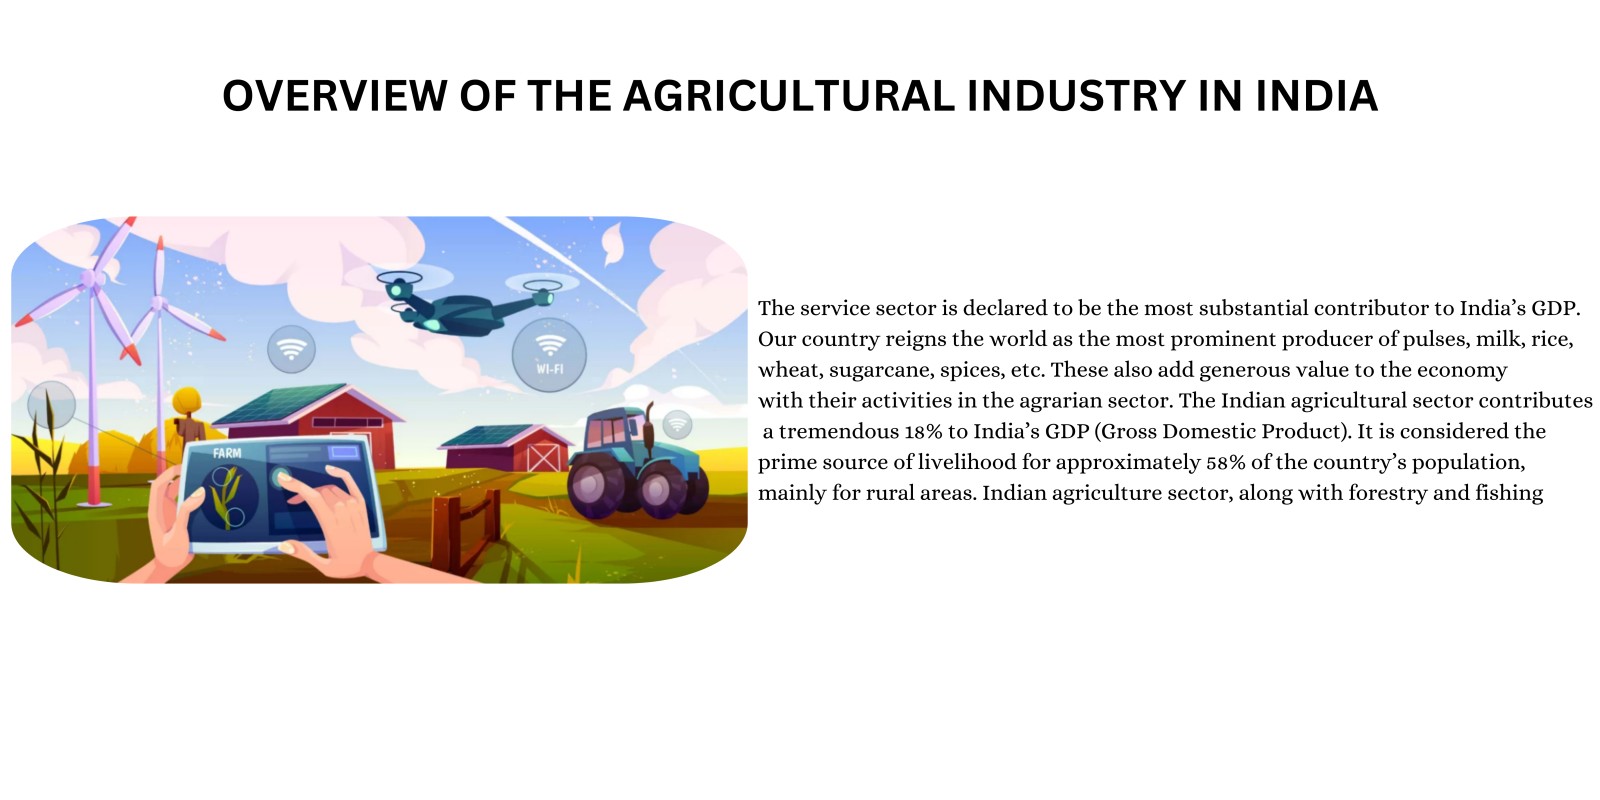 OVERVIEW OF THE AGRICULTURAL INDUSTRY IN INDIA
WI-FI
FARM
The service sector is declared to be the most substantial contributor to India’s GDP.
Our country reigns the world as the most prominent producer of pulses, milk, rice,
wheat, sugarcane, spices, etc. These also add generous value to the economy
with their activities in the agrarian sector. The Indian agricultural sector contributes
a tremendous 18% to India’s GDP (Gross Domestic Product). It is considered the
prime source of livelihood for approximately 58% of the country’s population,
mainly for rural areas. Indian agriculture sector, along with forestry and fishing